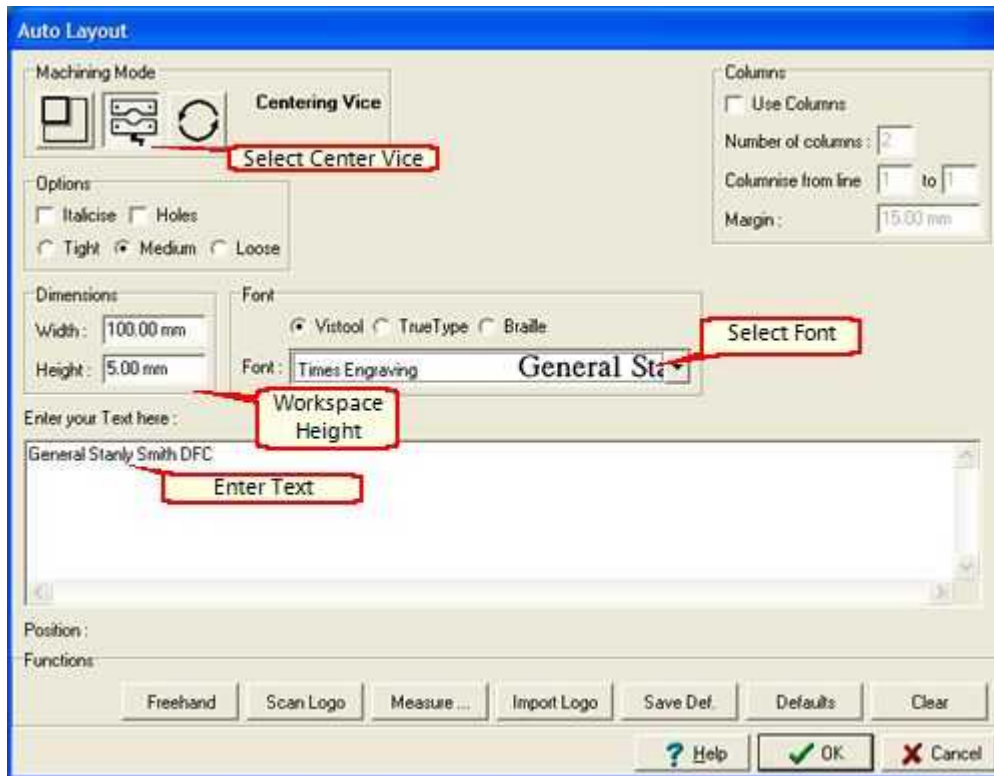 Auto Layout
Machining Mode
Centering Vice
Select Center Vice
Columns
Use Columns
Number of columns : 2
Columnise from line 1 to 1
Margin : 15.00 mm
Options
Italicise Holes
Tight Medium Loose
Dimensions
Width : 100.00 mm
Height : 5.00 mm
Font
Vistool TrueType Braille
Font : Times Engraving General Sta
Select Font
Workspace
Height
Enter your Text here :
General Stanly Smith DFC
Enter Text
Position :
Functions
Freehand Scan Logo Measure ... Import Logo Save Def. Defaults Clear
? Help OK Cancel